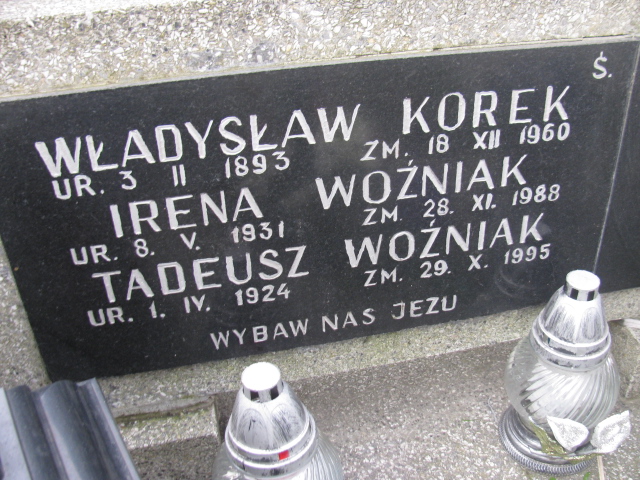 Ś.
WŁADYSŁAW KOREK
UR. 3 II 1893 ZM. 18 XII 1960
IRENA WOŹNIAK
UR. 8. V. 1931 ZM. 28. XI. 1988
TADEUSZ WOŹNIAK
UR. 1. IV. 1924 ZM. 29. X. 1995
WYBAW NAS JEZU